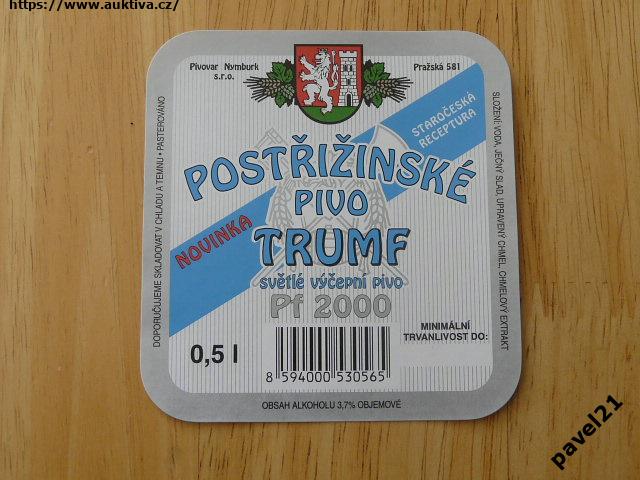 https://www.auktiva.cz/
Pivovar Nymburk
s.r.o.
Pražská 581
STAROČESKÁ
RECEPTURA
POSTŘIŽINSKÉ
PIVO
NOVINKA
TRUMF
světlé výčepní pivo
Pf 2000
MINIMÁLNÍ
TRVANLIVOST DO:
0,5 l
8 594000 530565
OBSAH ALKOHOLU 3,7% OBJEMOVÉ
DOPORUČUJEME SKLADOVAT V CHLADU A TEMNU • PASTEROVÁNO
SLOŽENÍ: VODA, JEČNÝ SLAD, UPRAVENÝ CHMEL, CHMELOVÝ EXTRAKT
pavel21